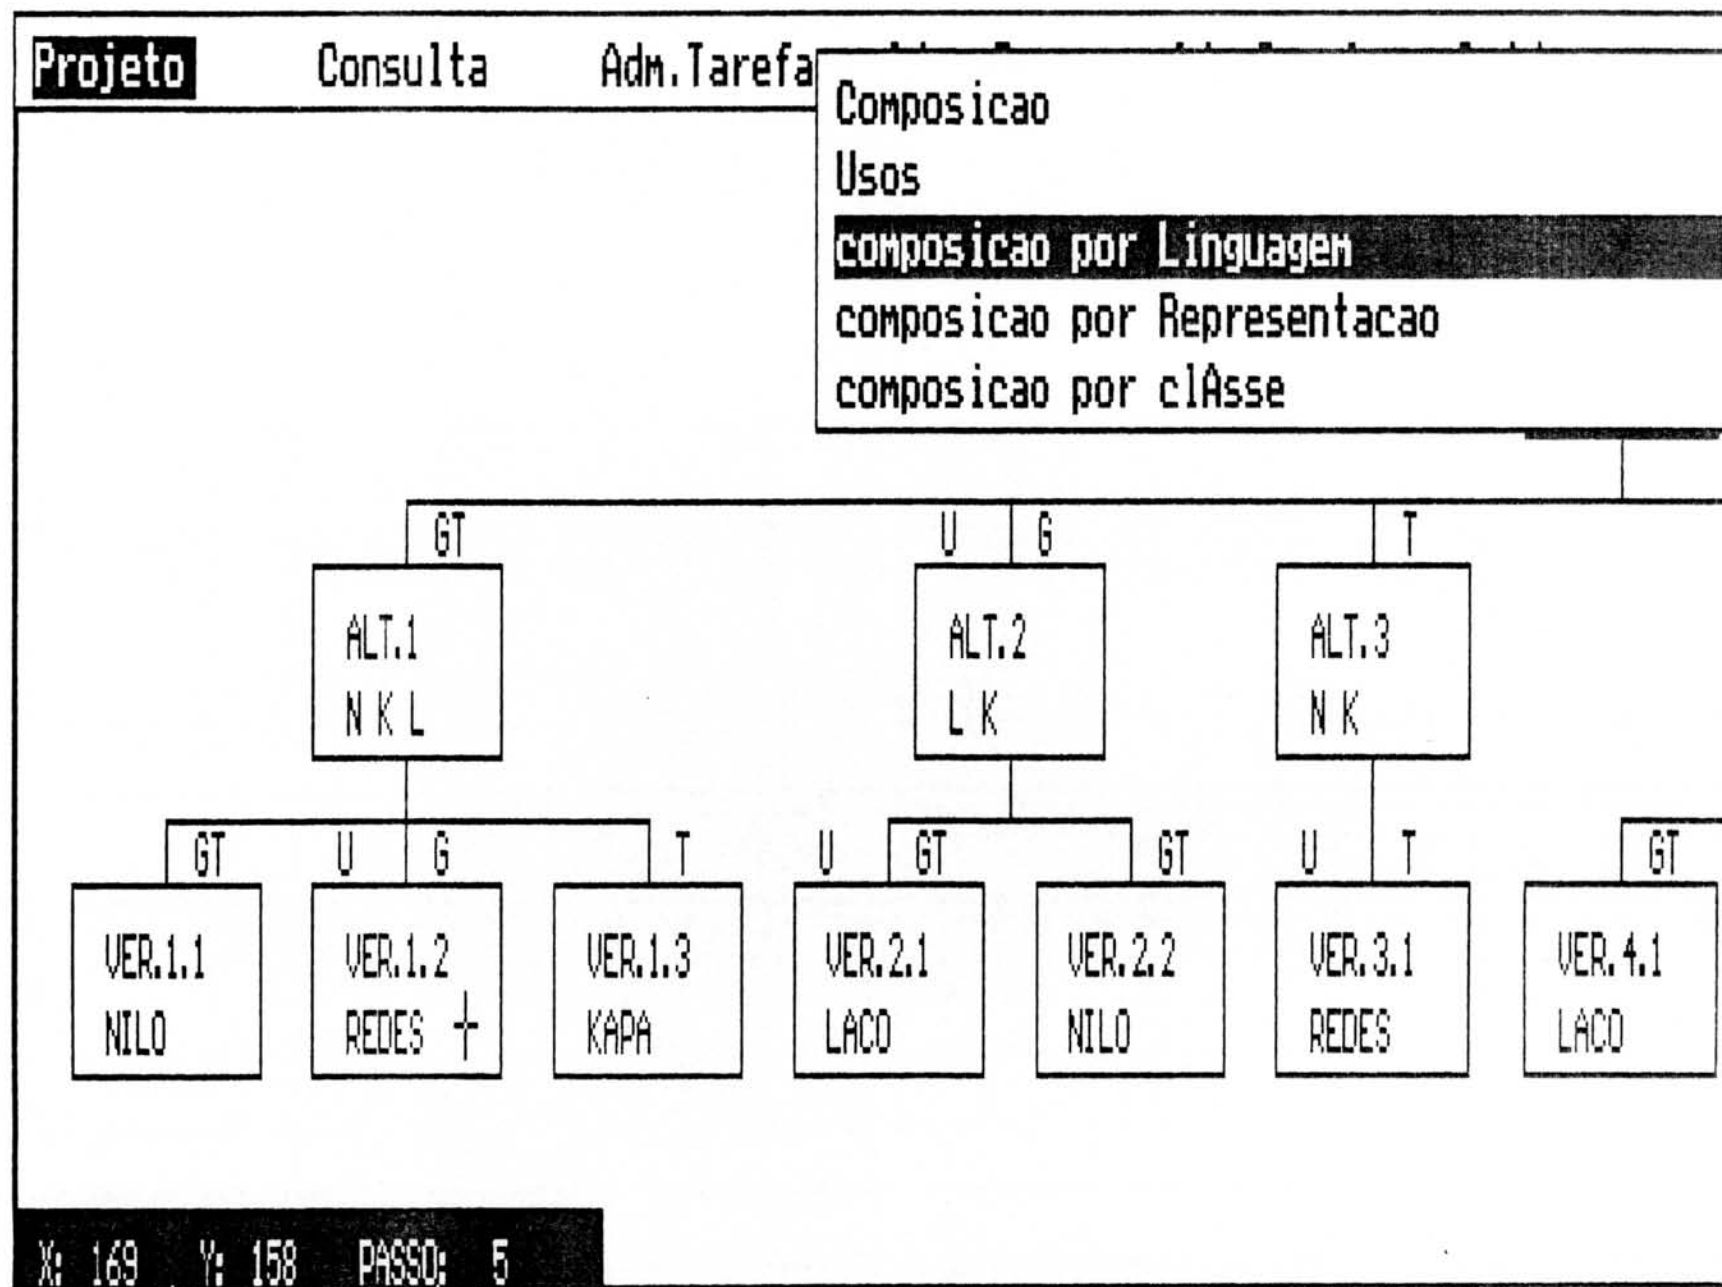 Projeto Consulta Adm.Tarefa
Composicao
Usos
composicao por Linguagem
composicao por Representacao
composicao por clAsse
GT U G T
ALT.1 ALT.2 ALT.3
N K L L K N K
GT U G T U GT GT U T GT
VER.1.1 VER.1.2 VER.1.3 VER.2.1 VER.2.2 VER.3.1 VER.4.1
NILO REDES KAPA LACO NILO REDES LACO
X: 169 Y: 158 PASSO: 5